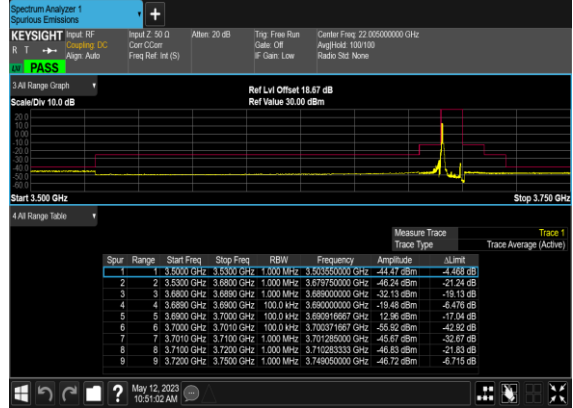 Spectrum Analyzer 1
Spurious Emissions
+
KEYSIGHT Input: RF Input Z: 50 Ω Atten: 20 dB Trig: Free Run Center Freq: 22.005000000 GHz
R T Coupling: DC Corr CCorr Gate: Off Avg|Hold: 100/100
Align: Auto Freq Ref: Int (S) IF Gain: Low Radio Std: None
PASS
3 All Range Graph
Ref Lvl Offset 18.67 dB
Scale/Div 10.0 dB Ref Value 30.00 dBm
20.0
10.0
0.00
-10.0
-20.0
-30.0
-40.0
-50.0
-60.0
Start 3.500 GHz Stop 3.750 GHz
4 All Range Table
Measure Trace Trace 1
Trace Type Trace Average (Active)
Spur Range Start Freq Stop Freq RBW Frequency Amplitude ΔLimit
1 1 3.5000 GHz 3.5300 GHz 1.000 MHz 3.503550000 GHz -44.47 dBm -4.468 dB
2 2 3.5300 GHz 3.6800 GHz 1.000 MHz 3.679750000 GHz -46.24 dBm -21.24 dB
3 3 3.6800 GHz 3.6890 GHz 1.000 MHz 3.689000000 GHz -32.13 dBm -19.13 dB
4 4 3.6890 GHz 3.6900 GHz 100.0 kHz 3.690000000 GHz -19.48 dBm -6.476 dB
5 5 3.6900 GHz 3.7000 GHz 100.0 kHz 3.690916667 GHz 12.96 dBm -17.04 dB
6 6 3.7000 GHz 3.7010 GHz 100.0 kHz 3.700371667 GHz -55.92 dBm -42.92 dB
7 7 3.7010 GHz 3.7100 GHz 1.000 MHz 3.701285000 GHz -45.67 dBm -32.67 dB
8 8 3.7100 GHz 3.7200 GHz 1.000 MHz 3.710283333 GHz -46.83 dBm -21.83 dB
9 9 3.7200 GHz 3.7500 GHz 1.000 MHz 3.749050000 GHz -46.72 dBm -6.715 dB
? May 12, 2023
10:51:02 AM